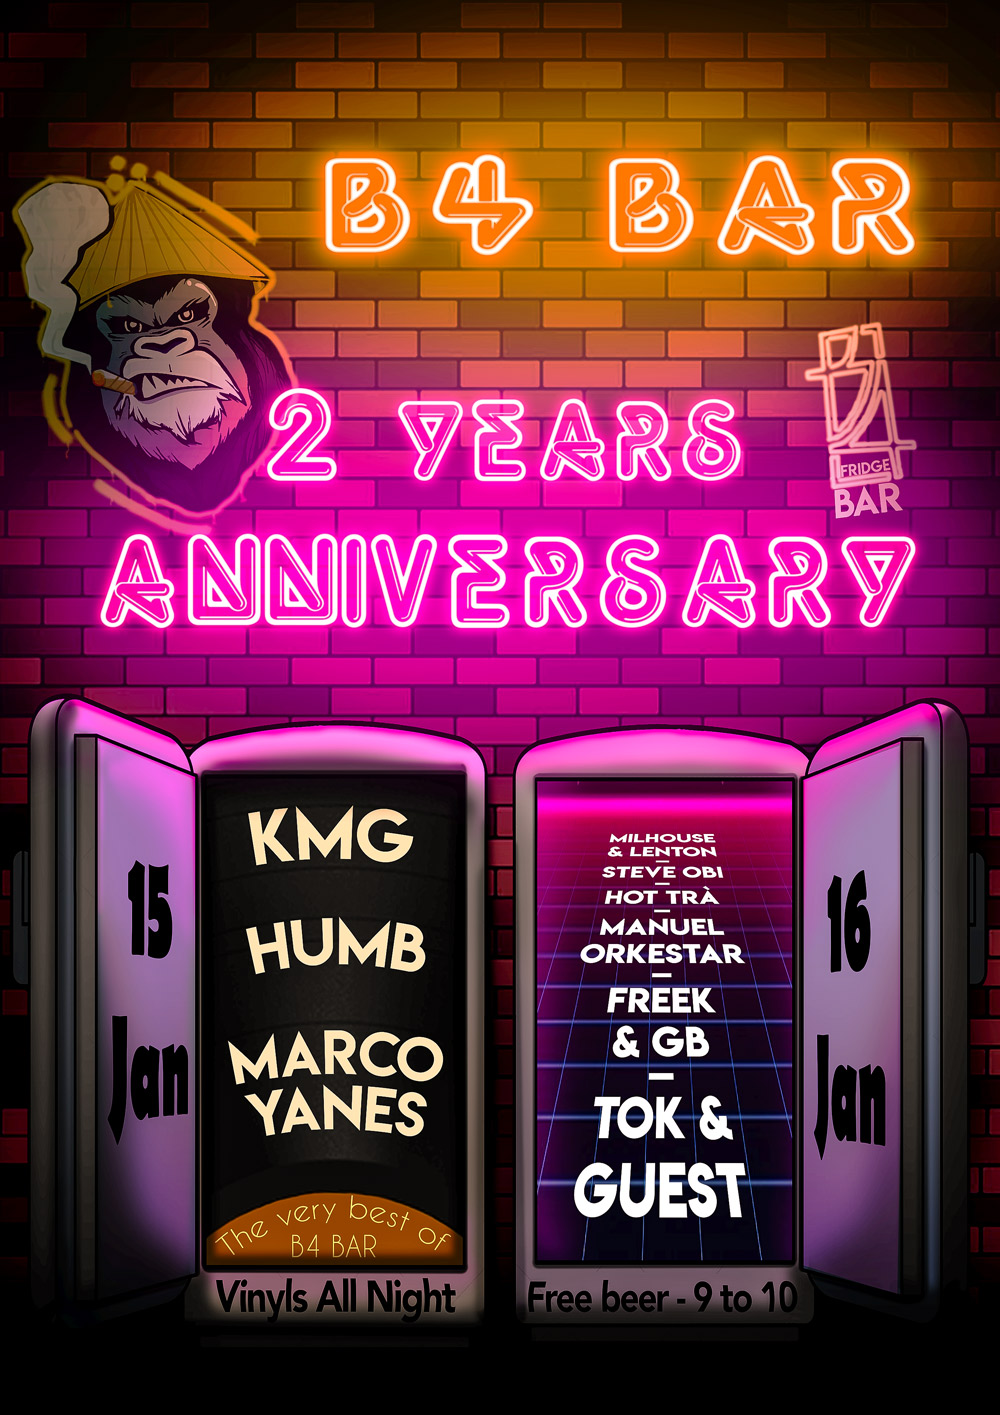 B4 BAR
2 YEARS
ANNIVERSARY
B4
FRIDGE
BAR
15
Jan
KMG
HUMB
MARCO
YANES
The very best of
B4 BAR
Vinyls All Night
MILHOUSE
& LENTON
STEVE OBI
HOT TRÀ
MANUEL
ORKESTAR
FREEK
& GB
TOK &
GUEST
Free beer - 9 to 10
16
Jan